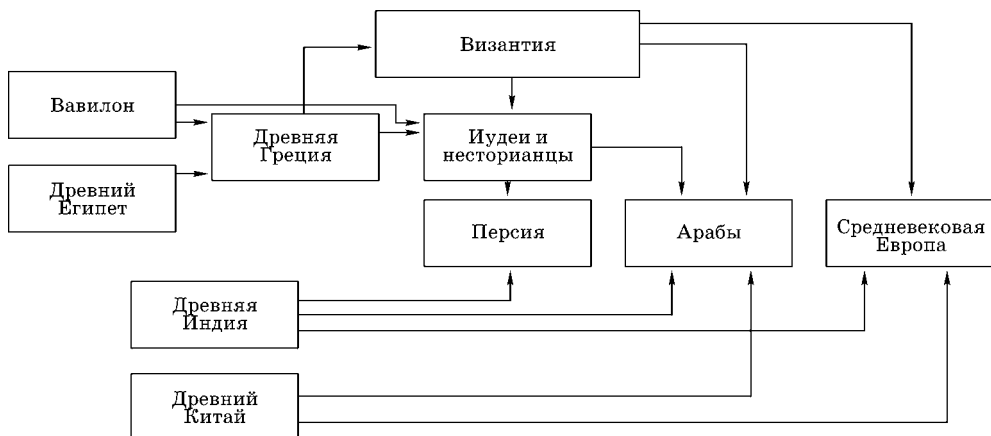 Византия
Вавилон
Древняя
Греция
Иудеи и
несторианцы
Древний
Египет
Персия
Арабы
Средневековая
Европа
Древняя
Индия
Древний
Китай